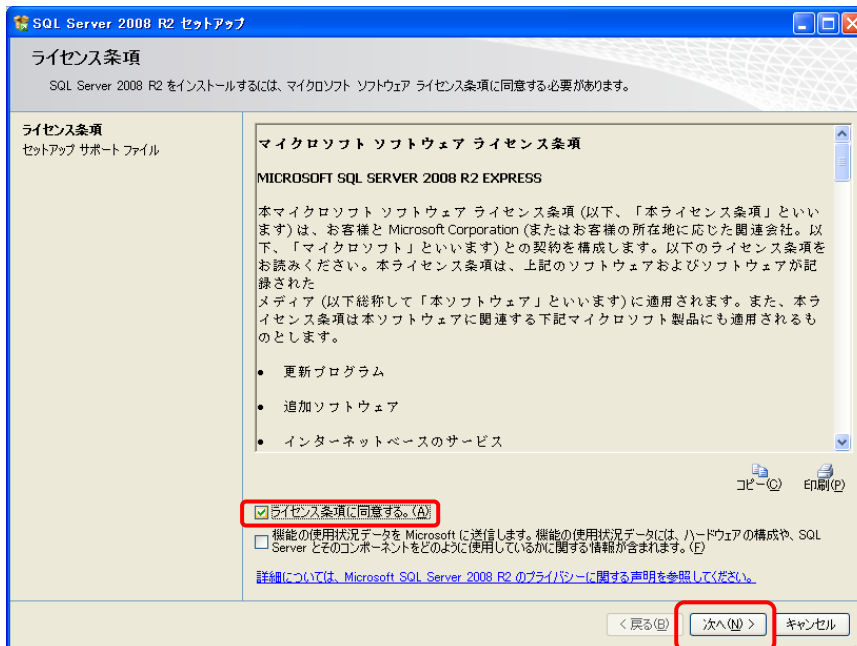 SQL Server 2008 R2 セットアップ
ライセンス条項
SQL Server 2008 R2 をインストールするには、マイクロソフト ソフトウェア ライセンス条項に同意する必要があります。
ライセンス条項
セットアップ サポート ファイル
マイクロソフト ソフトウェア ライセンス条項
MICROSOFT SQL SERVER 2008 R2 EXPRESS
本マイクロソフト ソフトウェア ライセンス条項 (以下、「本ライセンス条項」といい
ます) は、お客様と Microsoft Corporation (またはお客様の所在地に応じた関連会社。以
下、「マイクロソフト」といいます) との契約を構成します。以下のライセンス条項を
お読みください。本ライセンス条項は、上記のソフトウェアおよびソフトウェアが記
録された
メディア (以下総称して「本ソフトウェア」といいます) に適用されます。また、本ラ
イセンス条項は本ソフトウェアに関連する下記マイクロソフト製品にも適用されるも
のとします。
• 更新プログラム
• 追加ソフトウェア
• インターネットベースのサービス
コピー(C) 印刷(P)
ライセンス条項に同意する。(A)
機能の使用状況データを Microsoft に送信します。機能の使用状況データには、ハードウェアの構成や、SQL
Server とそのコンポーネントをどのように使用しているかに関する情報が含まれます。(F)
詳細については、Microsoft SQL Server 2008 R2 のプライバシーに関する声明を参照してください。
< 戻る(B) 次へ(N) > キャンセル